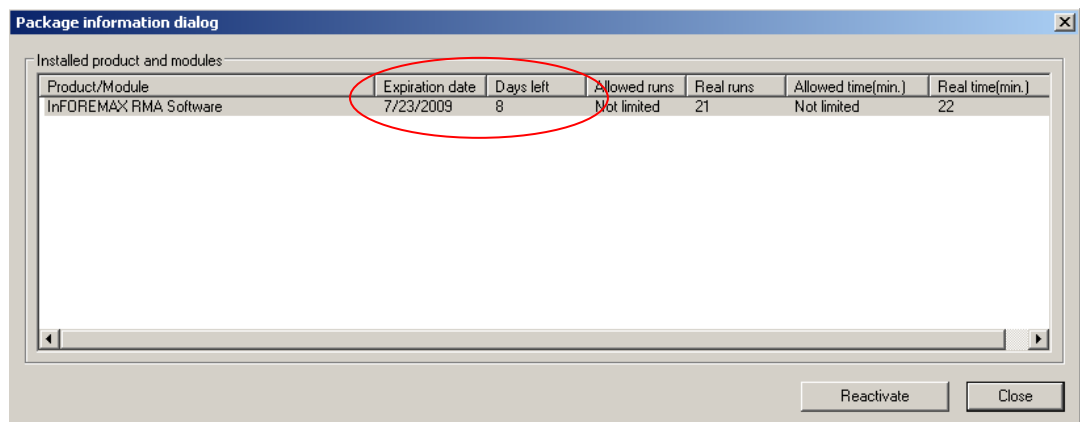 Package information dialog
Installed product and modules
Product/Module Expiration date Days left Allowed runs Real runs Allowed time(min.) Real time(min.)
InFOREMAX RMA Software 7/23/2009 8 Not limited 21 Not limited 22
Reactivate Close